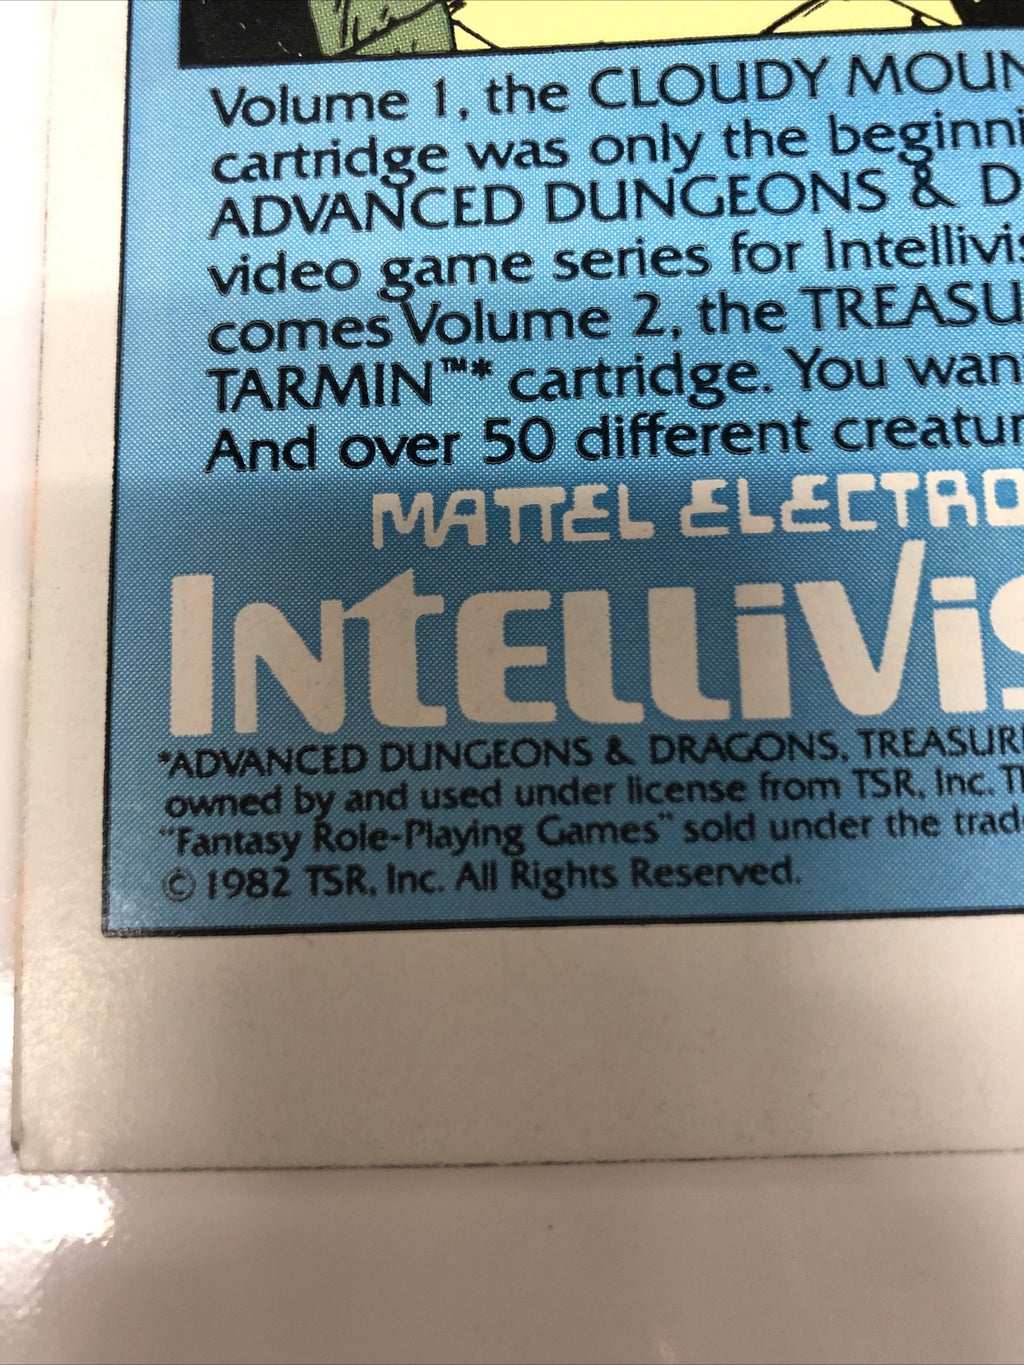 Volume 1, the CLOUDY MOUN
cartridge was only the beginni
ADVANCED DUNGEONS & D
video game series for Intellivis
comes Volume 2, the TREASU
TARMIN™* cartridge. You wan
And over 50 different creatur
MATTEL ELECTRO
INTELLIVIS
*ADVANCED DUNGEONS & DRAGONS, TREASURE
owned by and used under license from TSR, Inc. Th
"Fantasy Role-Playing Games" sold under the trad
© 1982 TSR, Inc. All Rights Reserved.